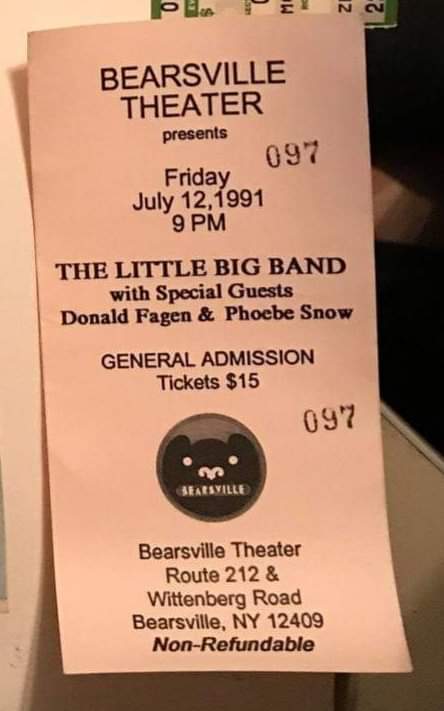 BEARSVILLE
THEATER
presents
097
Friday
July 12,1991
9 PM
THE LITTLE BIG BAND
with Special Guests
Donald Fagen & Phoebe Snow
GENERAL ADMISSION
Tickets $15
097
BEARSVILLE
Bearsville Theater
Route 212 &
Wittenberg Road
Bearsville, NY 12409
Non-Refundable